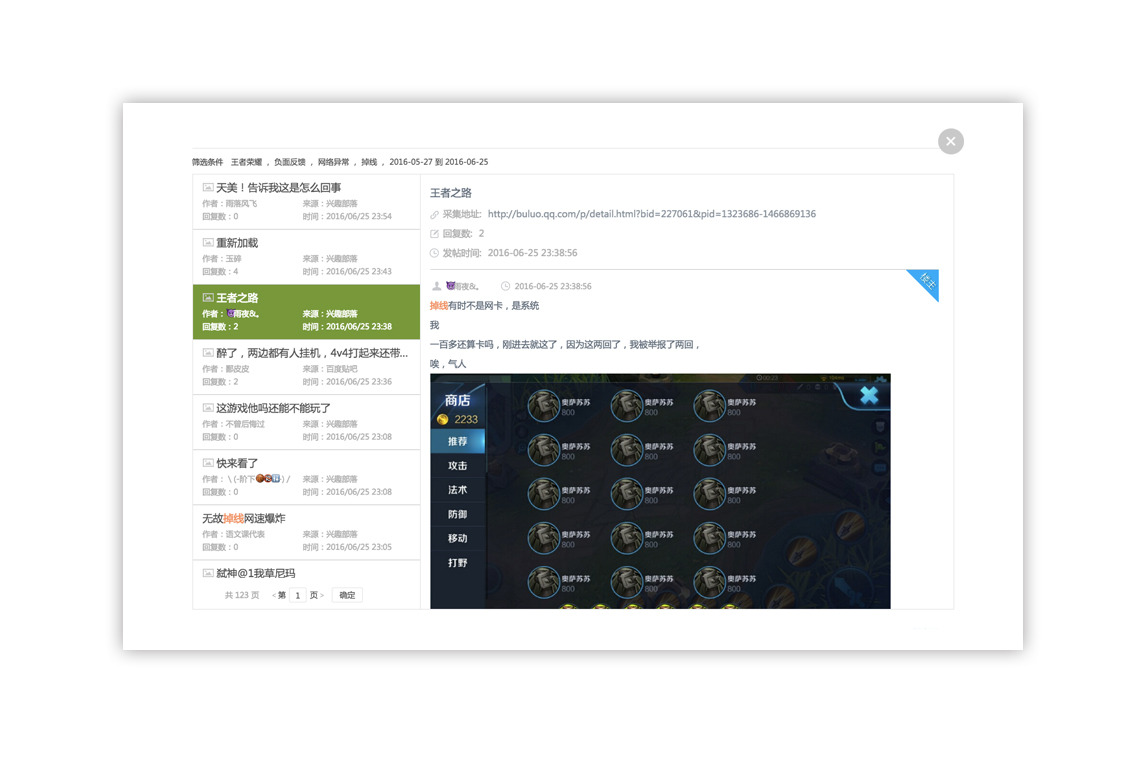 筛选条件 王者荣耀 , 负面反馈 , 网络异常 , 掉线 , 2016-05-27 到 2016-06-25
天美！告诉我这是怎么回事
作者：雨落风飞 来源：兴趣部落
回复数：0 时间：2016/06/25 23:54
重新加载
作者：玉碎 来源：兴趣部落
回复数：4 时间：2016/06/25 23:43
王者之路
作者：😈雨夜&。 来源：兴趣部落
回复数：2 时间：2016/06/25 23:38
醉了，两边都有人挂机，4v4打起来还带...
作者：鄱皮皮 来源：百度贴吧
回复数：2 时间：2016/06/25 23:36
这游戏他吗还能不能玩了
作者：不曾后悔过 来源：兴趣部落
回复数：0 时间：2016/06/25 23:08
快来看了
作者： \ (-阶下 -) / 来源：兴趣部落
回复数：0 时间：2016/06/25 23:08
无故掉线网速爆炸
作者：语文课代表 来源：兴趣部落
回复数：0 时间：2016/06/25 23:05
弑神@1我草尼玛
共 123 页 < 第 1 页 > 确定
王者之路
采集地址: http://buluo.qq.com/p/detail.html?bid=227061&pid=1323686-1466869136
回复数: 2
发帖时间: 2016-06-25 23:38:56
楼主
😈雨夜&。 2016-06-25 23:38:56
掉线有时不是网卡，是系统
我
一百多还算卡吗，刚进去就这了，因为这两回了，我被举报了两回，
唉，气人
商店
2233
推荐
攻击
法术
防御
移动
打野
奥萨苏苏 奥萨苏苏 奥萨苏苏
800 800 800
奥萨苏苏 奥萨苏苏 奥萨苏苏
800 800 800
奥萨苏苏 奥萨苏苏 奥萨苏苏
800 800 800
奥萨苏苏 奥萨苏苏 奥萨苏苏
800 800 800
奥萨苏苏 奥萨苏苏 奥萨苏苏
800 800 800